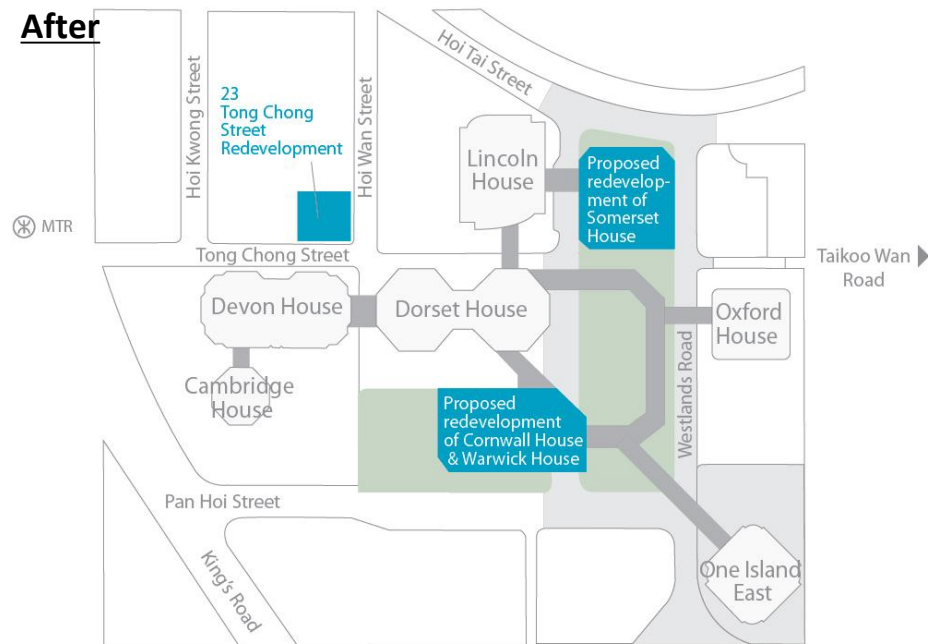 After
Hoi Kwong Street
23
Tong Chong
Street
Redevelopment
Hoi Wan Street
Hoi Tai Street
Lincoln
House
Proposed
redevelop-
ment of
Somerset
House
MTR
Tong Chong Street
Taikoo Wan
Road
Devon House
Dorset House
Oxford
House
Westlands Road
Cambridge
House
Proposed
redevelopment
of Cornwall House
& Warwick House
Pan Hoi Street
King's Road
One Island
East